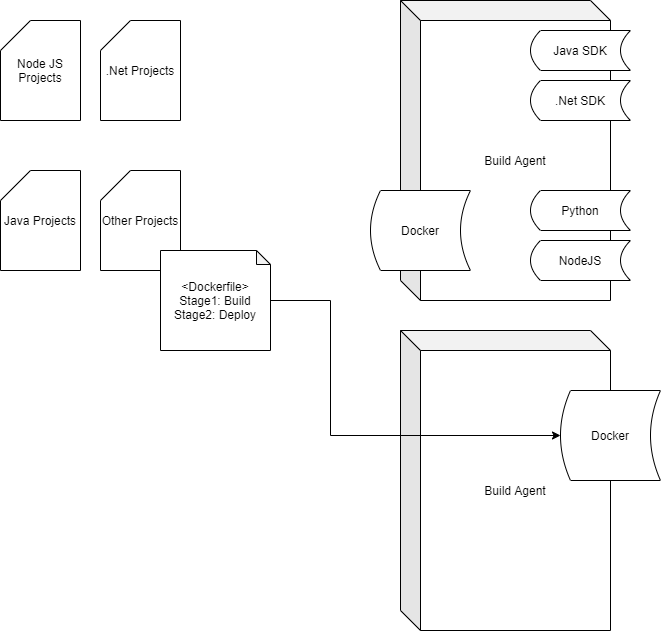 Node JS
Projects
.Net Projects
Java SDK
.Net SDK
Build Agent
Java Projects
Other Projects
Docker
Python
NodeJS
<Dockerfile>
Stage1: Build
Stage2: Deploy
Docker
Build Agent